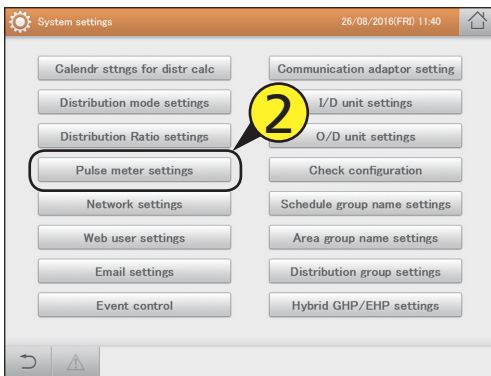 System settings 26/08/2016(FRI) 11:40
Calendr sttngs for distr calc
Distribution mode settings
Distribution Ratio settings
Pulse meter settings
Network settings
Web user settings
Email settings
Event control
Communication adaptor setting
I/D unit settings
O/D unit settings
Check configuration
Schedule group name settings
Area group name settings
Distribution group settings
Hybrid GHP/EHP settings
2